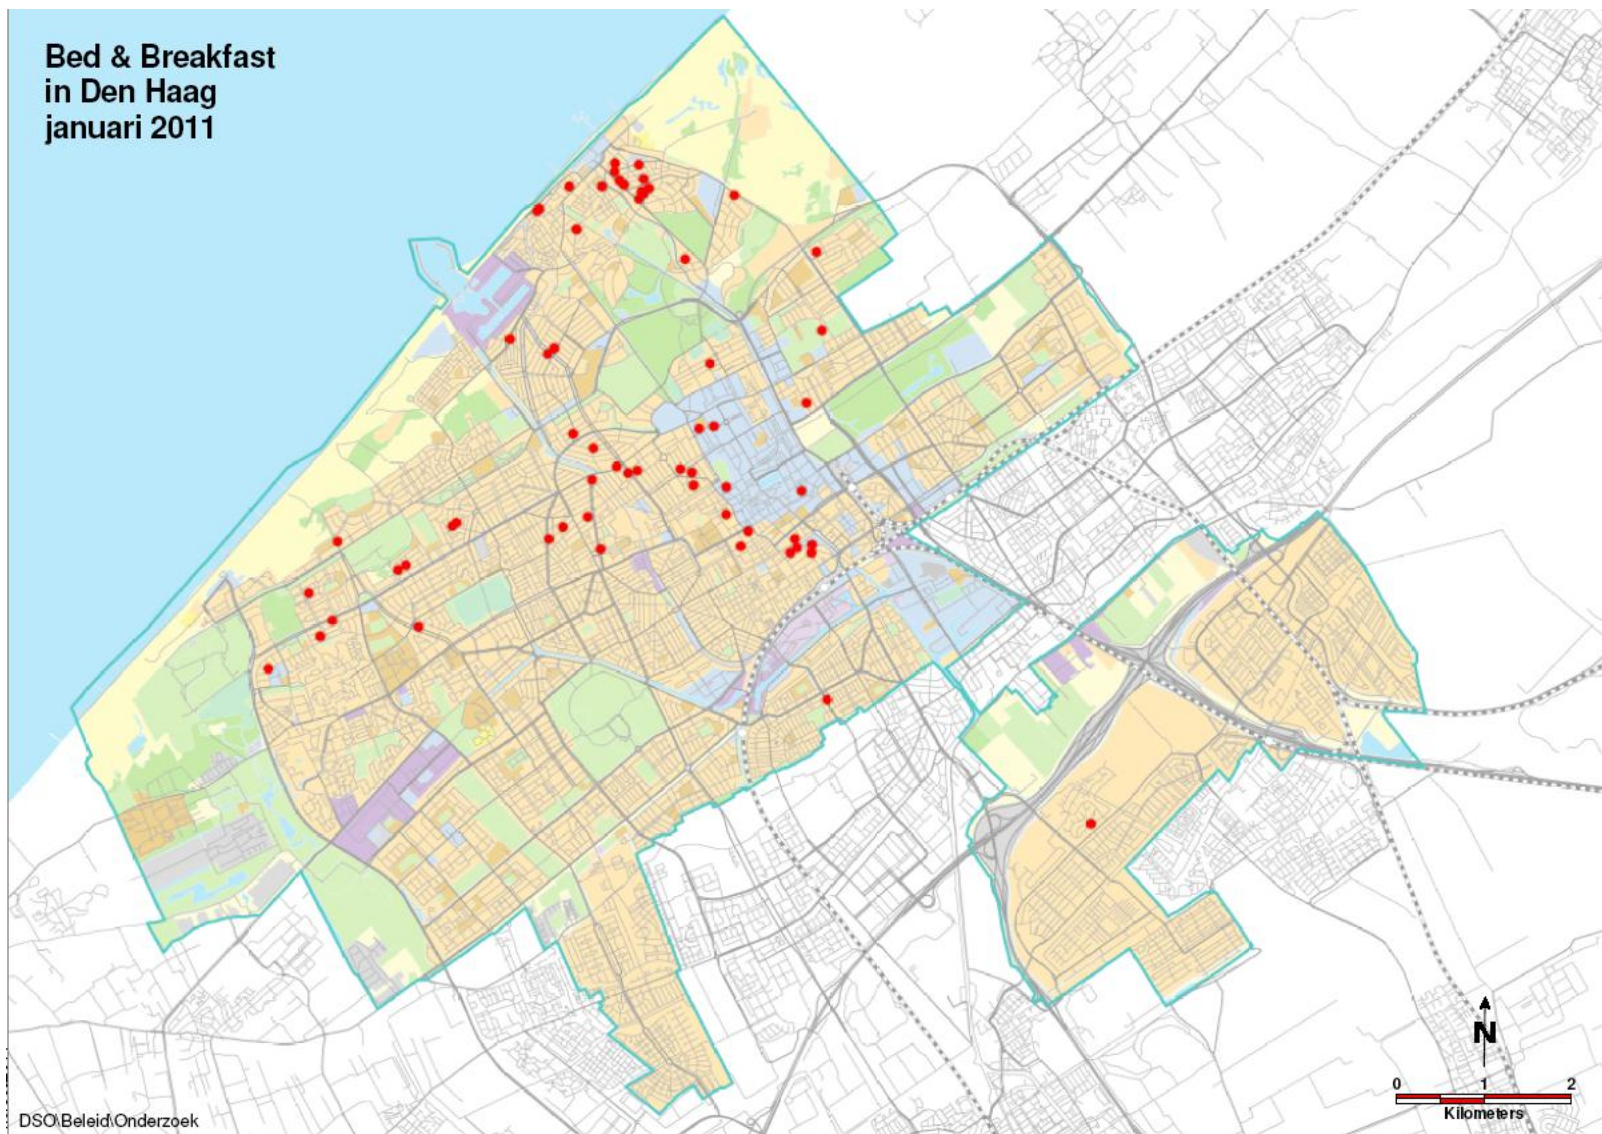 Bed & Breakfast
in Den Haag
januari 2011
N
0 1 2
Kilometers
DSO\Beleid\Onderzoek